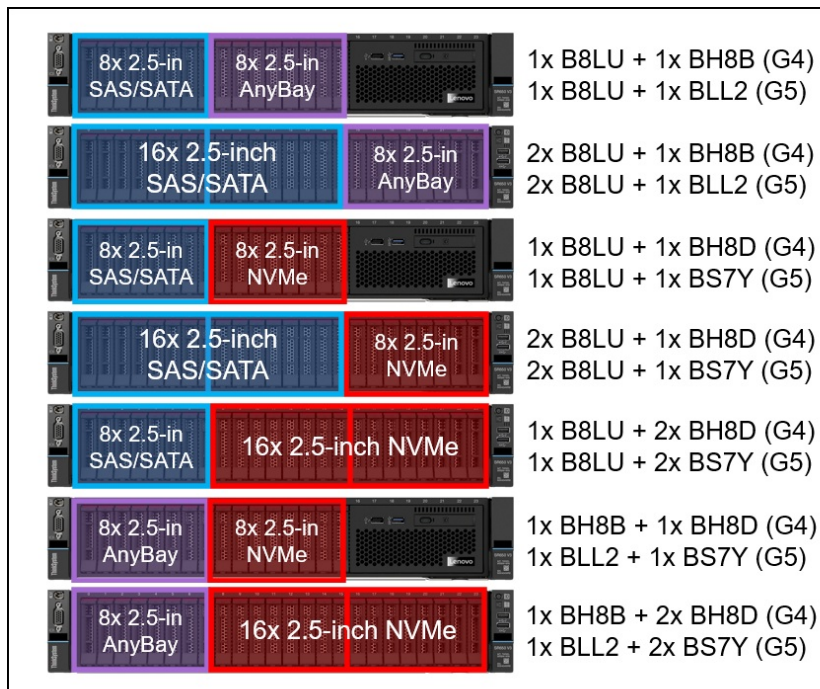 8x 2.5-in
SAS/SATA
8x 2.5-in
AnyBay
1x B8LU + 1x BH8B (G4)
1x B8LU + 1x BLL2 (G5)
16x 2.5-inch
SAS/SATA
8x 2.5-in
AnyBay
2x B8LU + 1x BH8B (G4)
2x B8LU + 1x BLL2 (G5)
8x 2.5-in
SAS/SATA
8x 2.5-in
NVMe
1x B8LU + 1x BH8D (G4)
1x B8LU + 1x BS7Y (G5)
16x 2.5-inch
SAS/SATA
8x 2.5-in
NVMe
2x B8LU + 1x BH8D (G4)
2x B8LU + 1x BS7Y (G5)
8x 2.5-in
SAS/SATA
16x 2.5-inch NVMe
1x B8LU + 2x BH8D (G4)
1x B8LU + 2x BS7Y (G5)
8x 2.5-in
AnyBay
8x 2.5-in
NVMe
1x BH8B + 1x BH8D (G4)
1x BLL2 + 1x BS7Y (G5)
8x 2.5-in
AnyBay
16x 2.5-inch NVMe
1x BH8B + 2x BH8D (G4)
1x BLL2 + 2x BS7Y (G5)